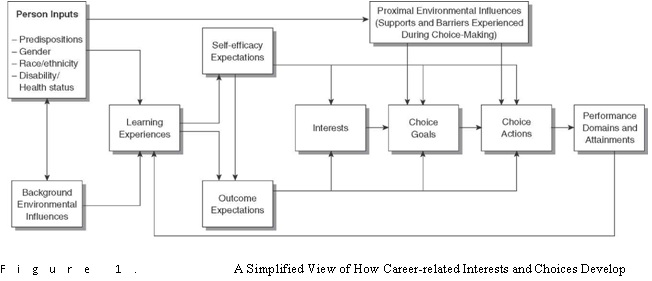 Person Inputs
– Predispositions
– Gender
– Race/ethnicity
– Disability/
Health status
Proximal Environmental Influences
(Supports and Barriers Experienced
During Choice-Making)
Self-efficacy
Expectations
Learning
Experiences
Interests
Choice
Goals
Choice
Actions
Performance
Domains and
Attainments
Background
Environmental
Influences
Outcome
Expectations
Figure 1. A Simplified View of How Career-related Interests and Choices Develop